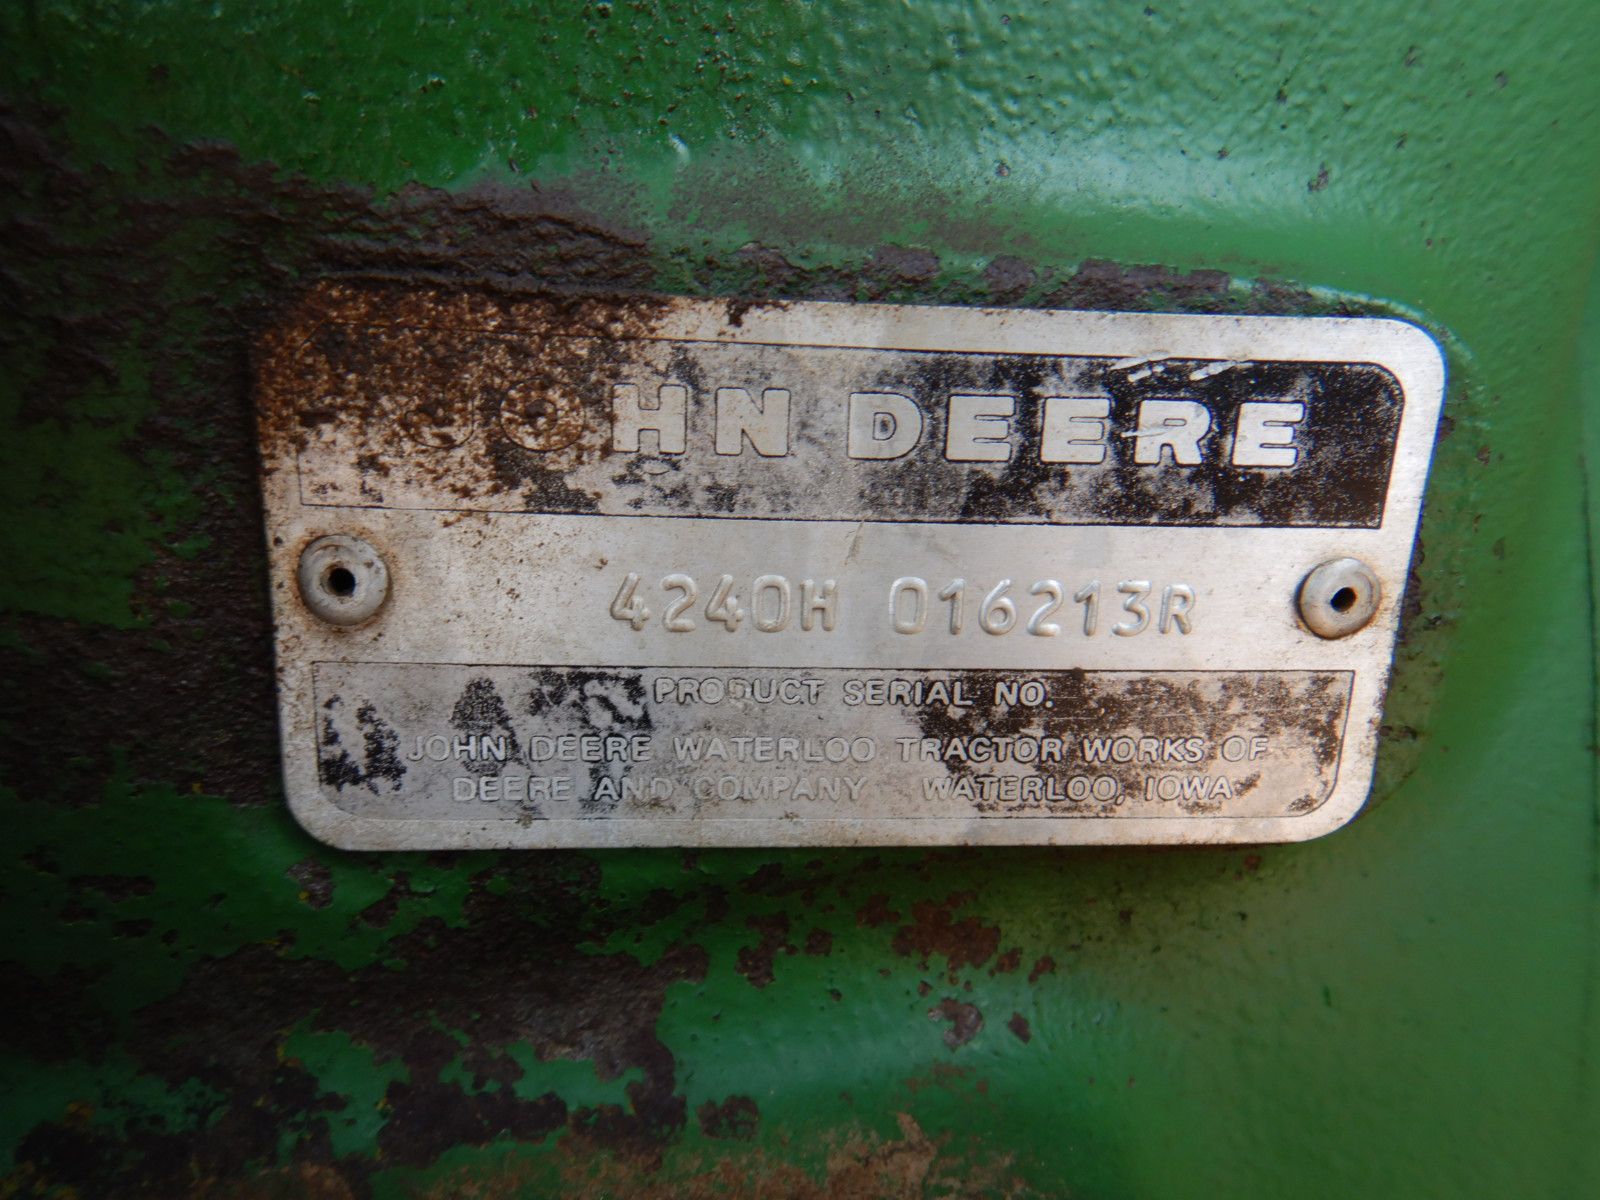 JOHN DEERE
4240H 016213R
PRODUCT SERIAL NO.
JOHN DEERE WATERLOO TRACTOR WORKS OF
DEERE AND COMPANY WATERLOO, IOWA